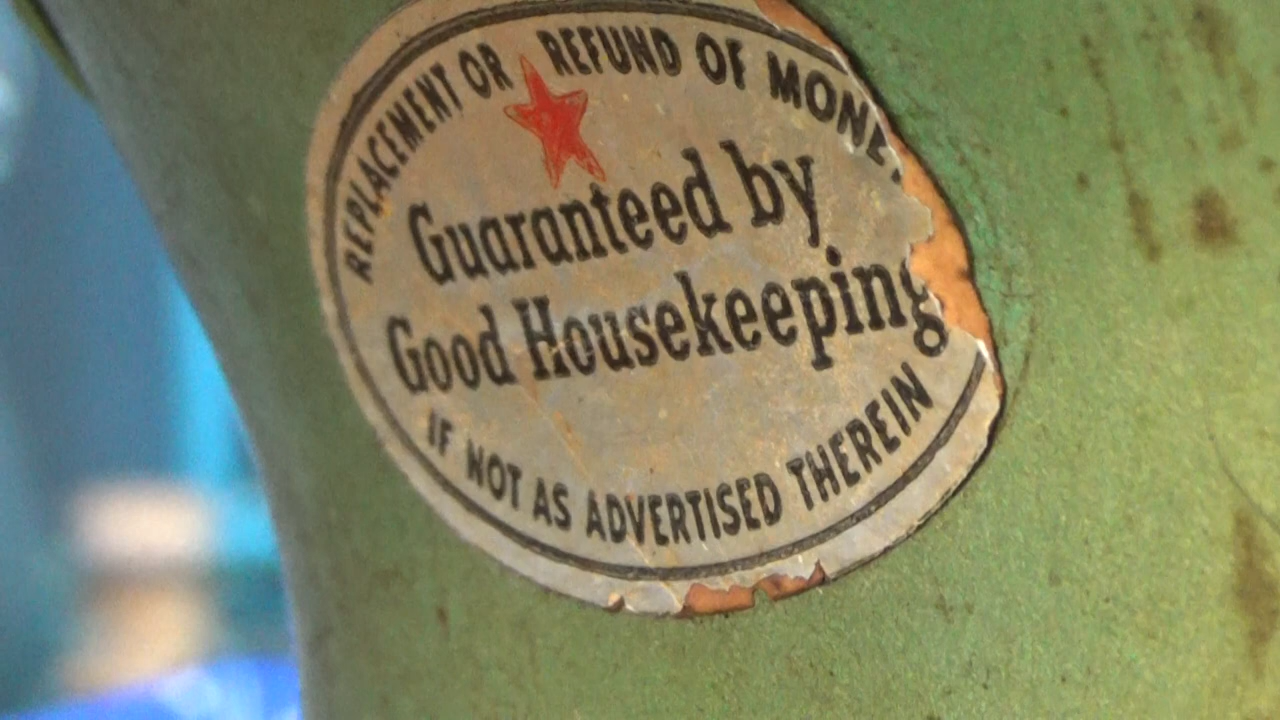 REPLACEMENT OR REFUND OF MONE
Guaranteed by
Good Housekeeping
IF NOT AS ADVERTISED THEREIN